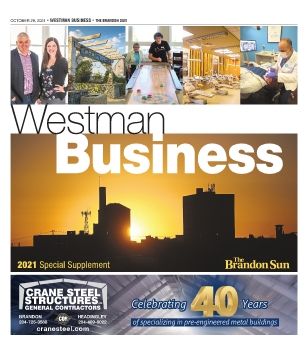 OCTOBER 28, 2021 • WESTMAN BUSINESS • THE BRANDON SUN
Westman
Business
2021 Special Supplement
The
Brandon Sun
CRANE STEEL
STRUCTURES
GENERAL CONTRACTORS
BRANDON
HEADINGLEY
cranesteel.com
Celebrating 40 Years
of specializing in pre-engineered metal buildings